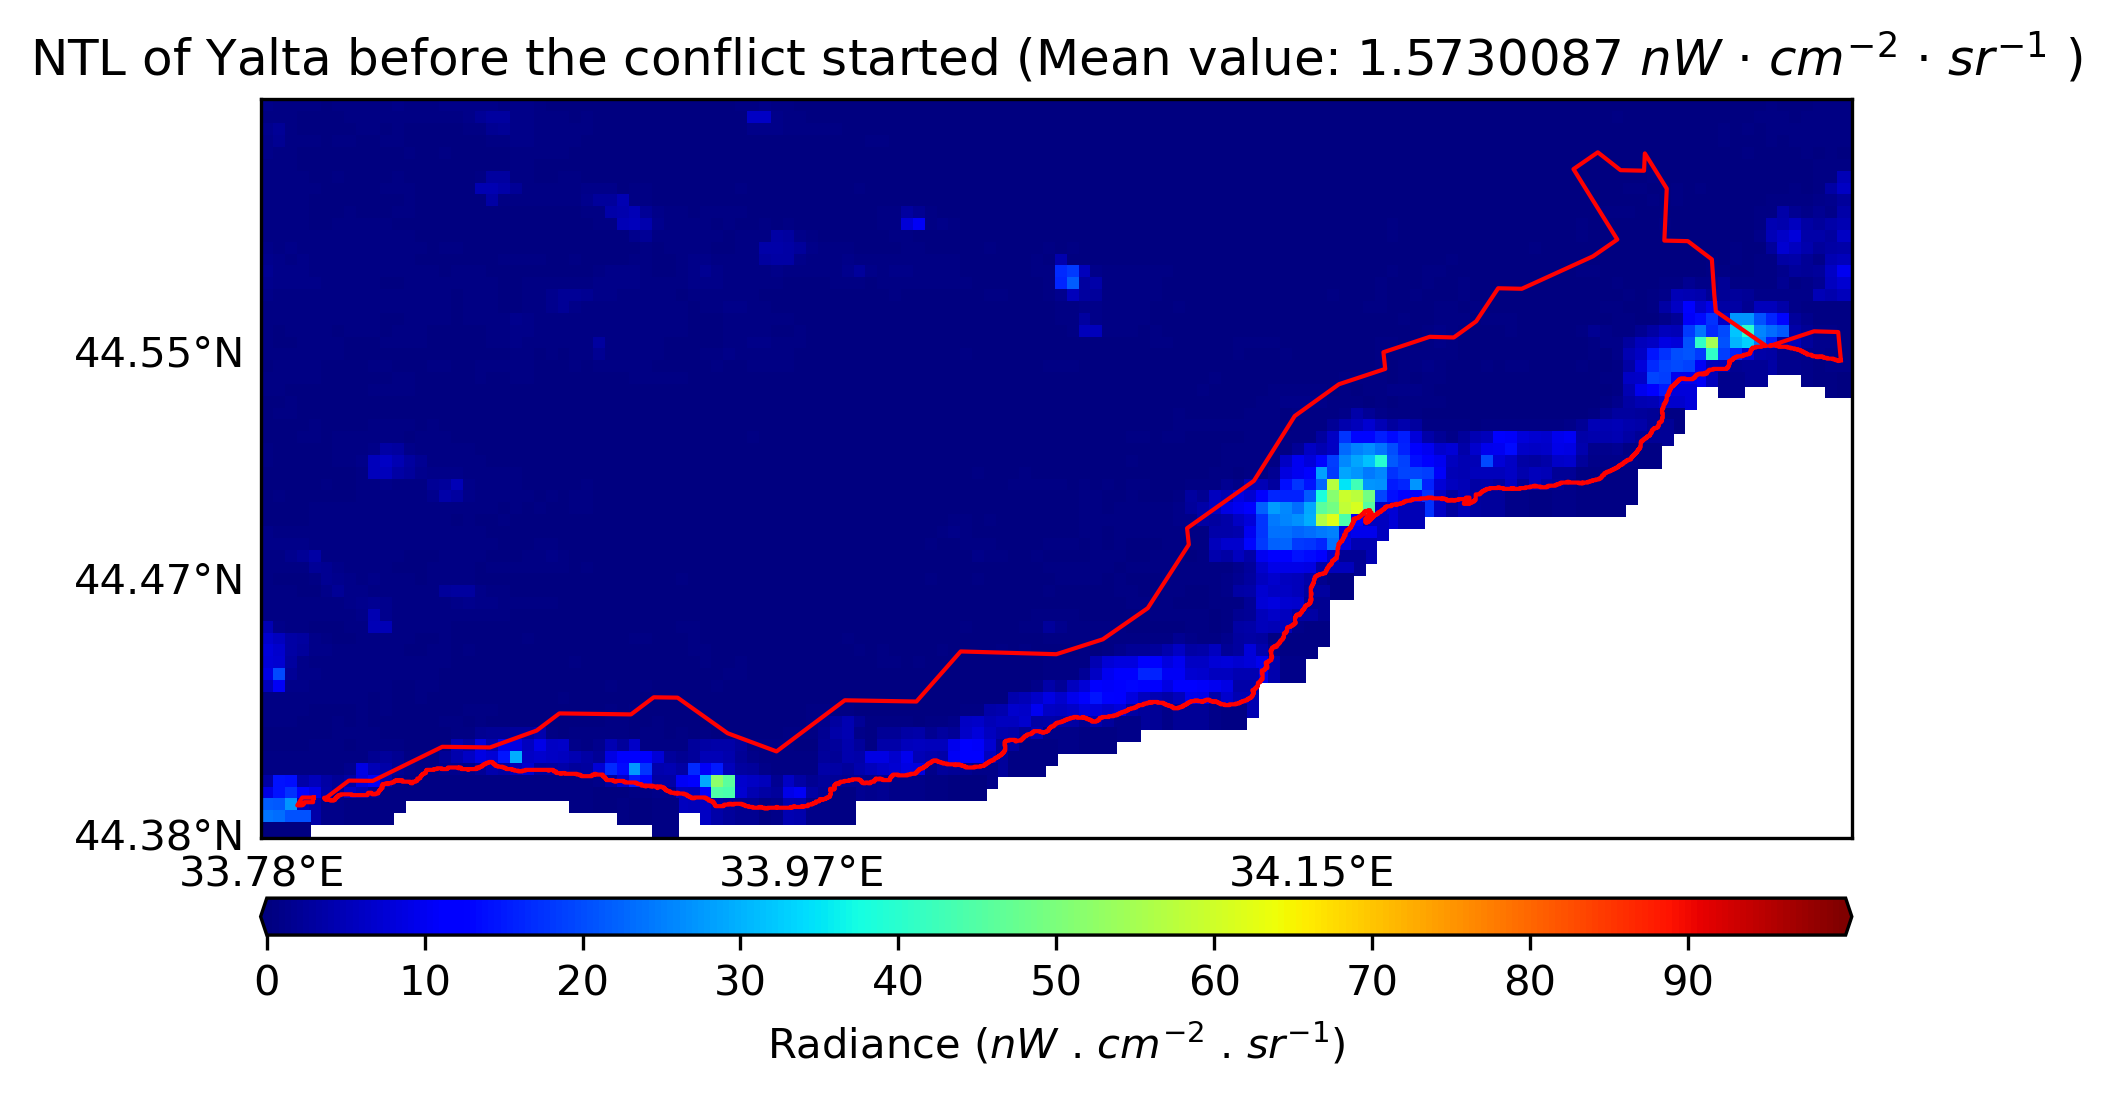 NTL of Yalta before the conflict started (Mean value: 1.5730087 nW · cm⁻² · sr⁻¹ )
44.55°N
44.47°N
44.38°N
33.78°E 33.97°E 34.15°E
0 10 20 30 40 50 60 70 80 90
Radiance (nW . cm⁻² . sr⁻¹)